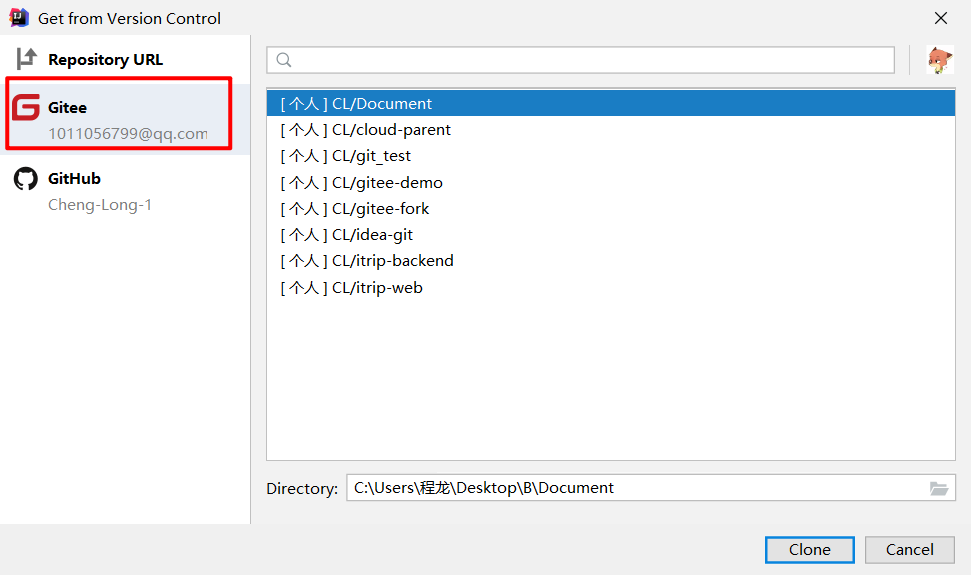 Get from Version Control
Repository URL
Gitee
1011056799@qq.com
GitHub
Cheng-Long-1
[ 个人 ] CL/Document
[ 个人 ] CL/cloud-parent
[ 个人 ] CL/git_test
[ 个人 ] CL/gitee-demo
[ 个人 ] CL/gitee-fork
[ 个人 ] CL/idea-git
[ 个人 ] CL/itrip-backend
[ 个人 ] CL/itrip-web
Directory: C:\Users\程龙\Desktop\B\Document
Clone Cancel